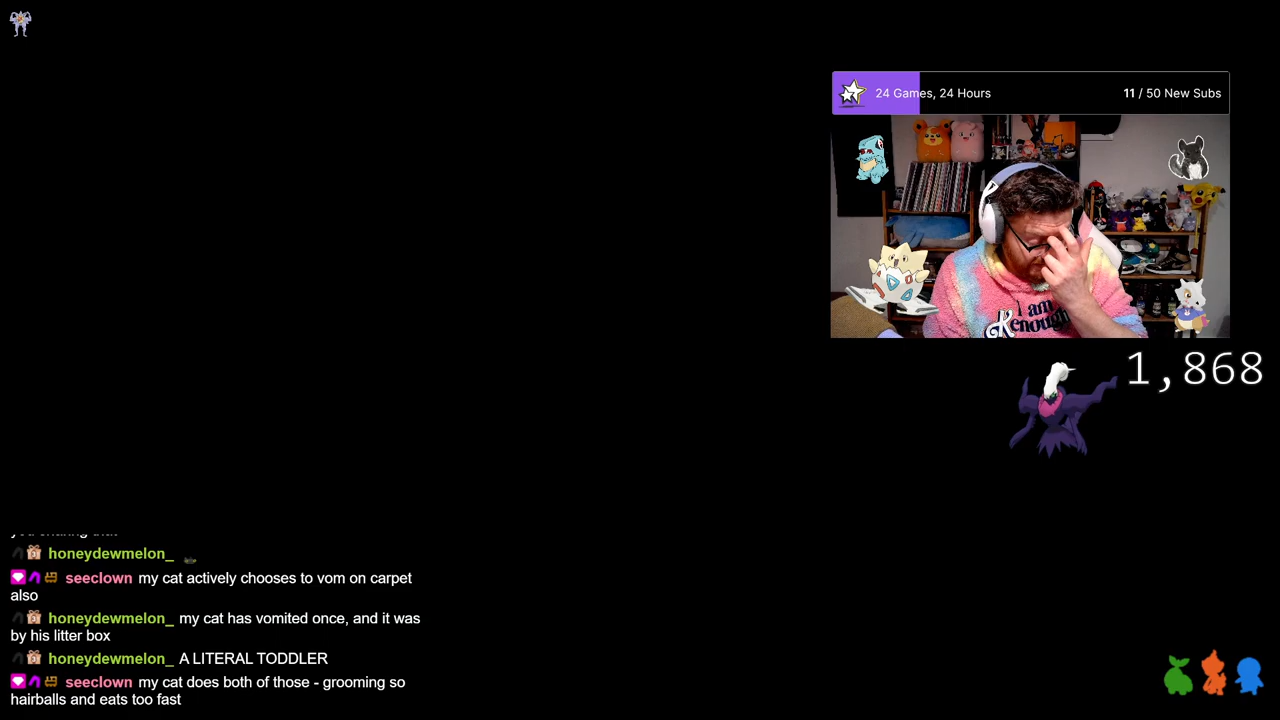 24 Games, 24 Hours 11 / 50 New Subs
I am
Kenough
1,868
honeydewmelon_
seeclown my cat actively chooses to vom on carpet
also
honeydewmelon_ my cat has vomited once, and it was
by his litter box
honeydewmelon_ A LITERAL TODDLER
seeclown my cat does both of those - grooming so
hairballs and eats too fast